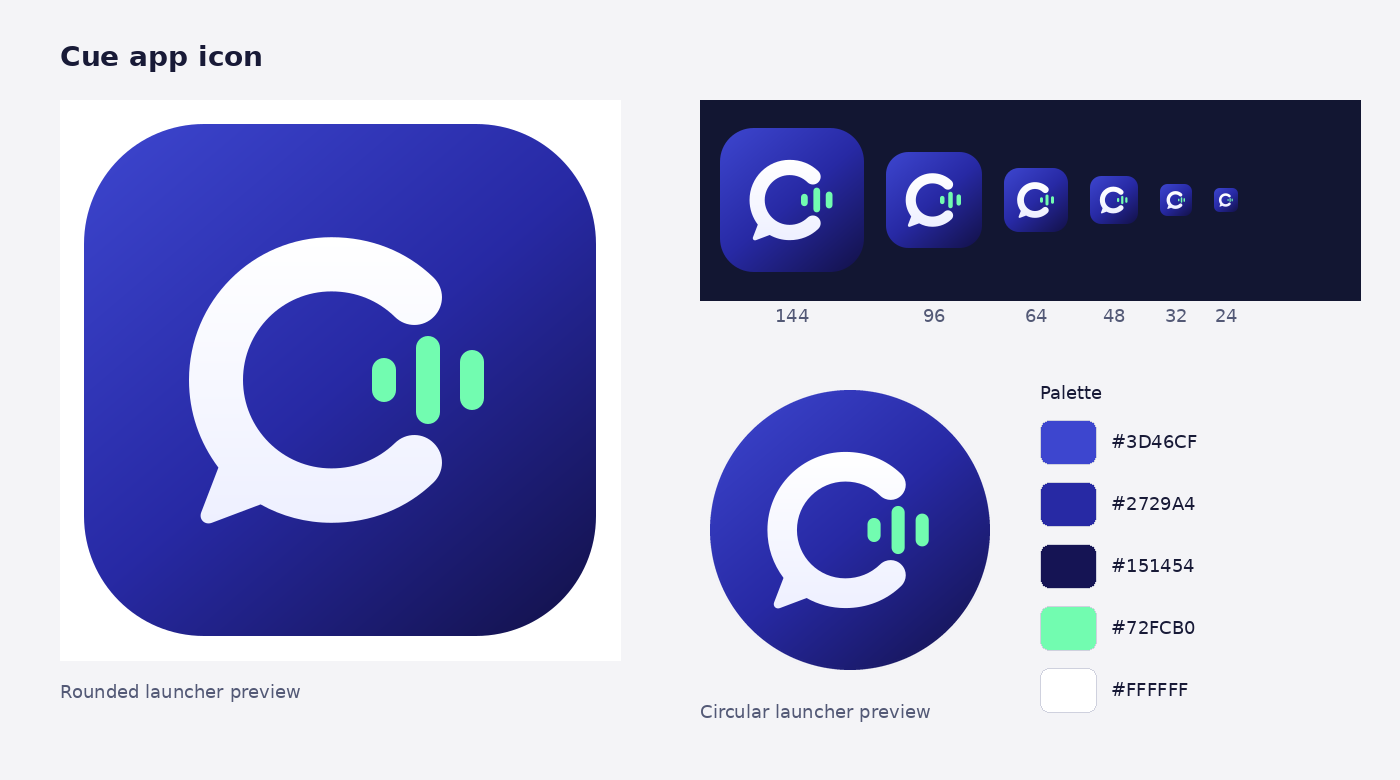 Cue app icon
144 96 64 48 32 24
Rounded launcher preview
Circular launcher preview
Palette
#3D46CF
#2729A4
#151454
#72FCB0
#FFFFFF